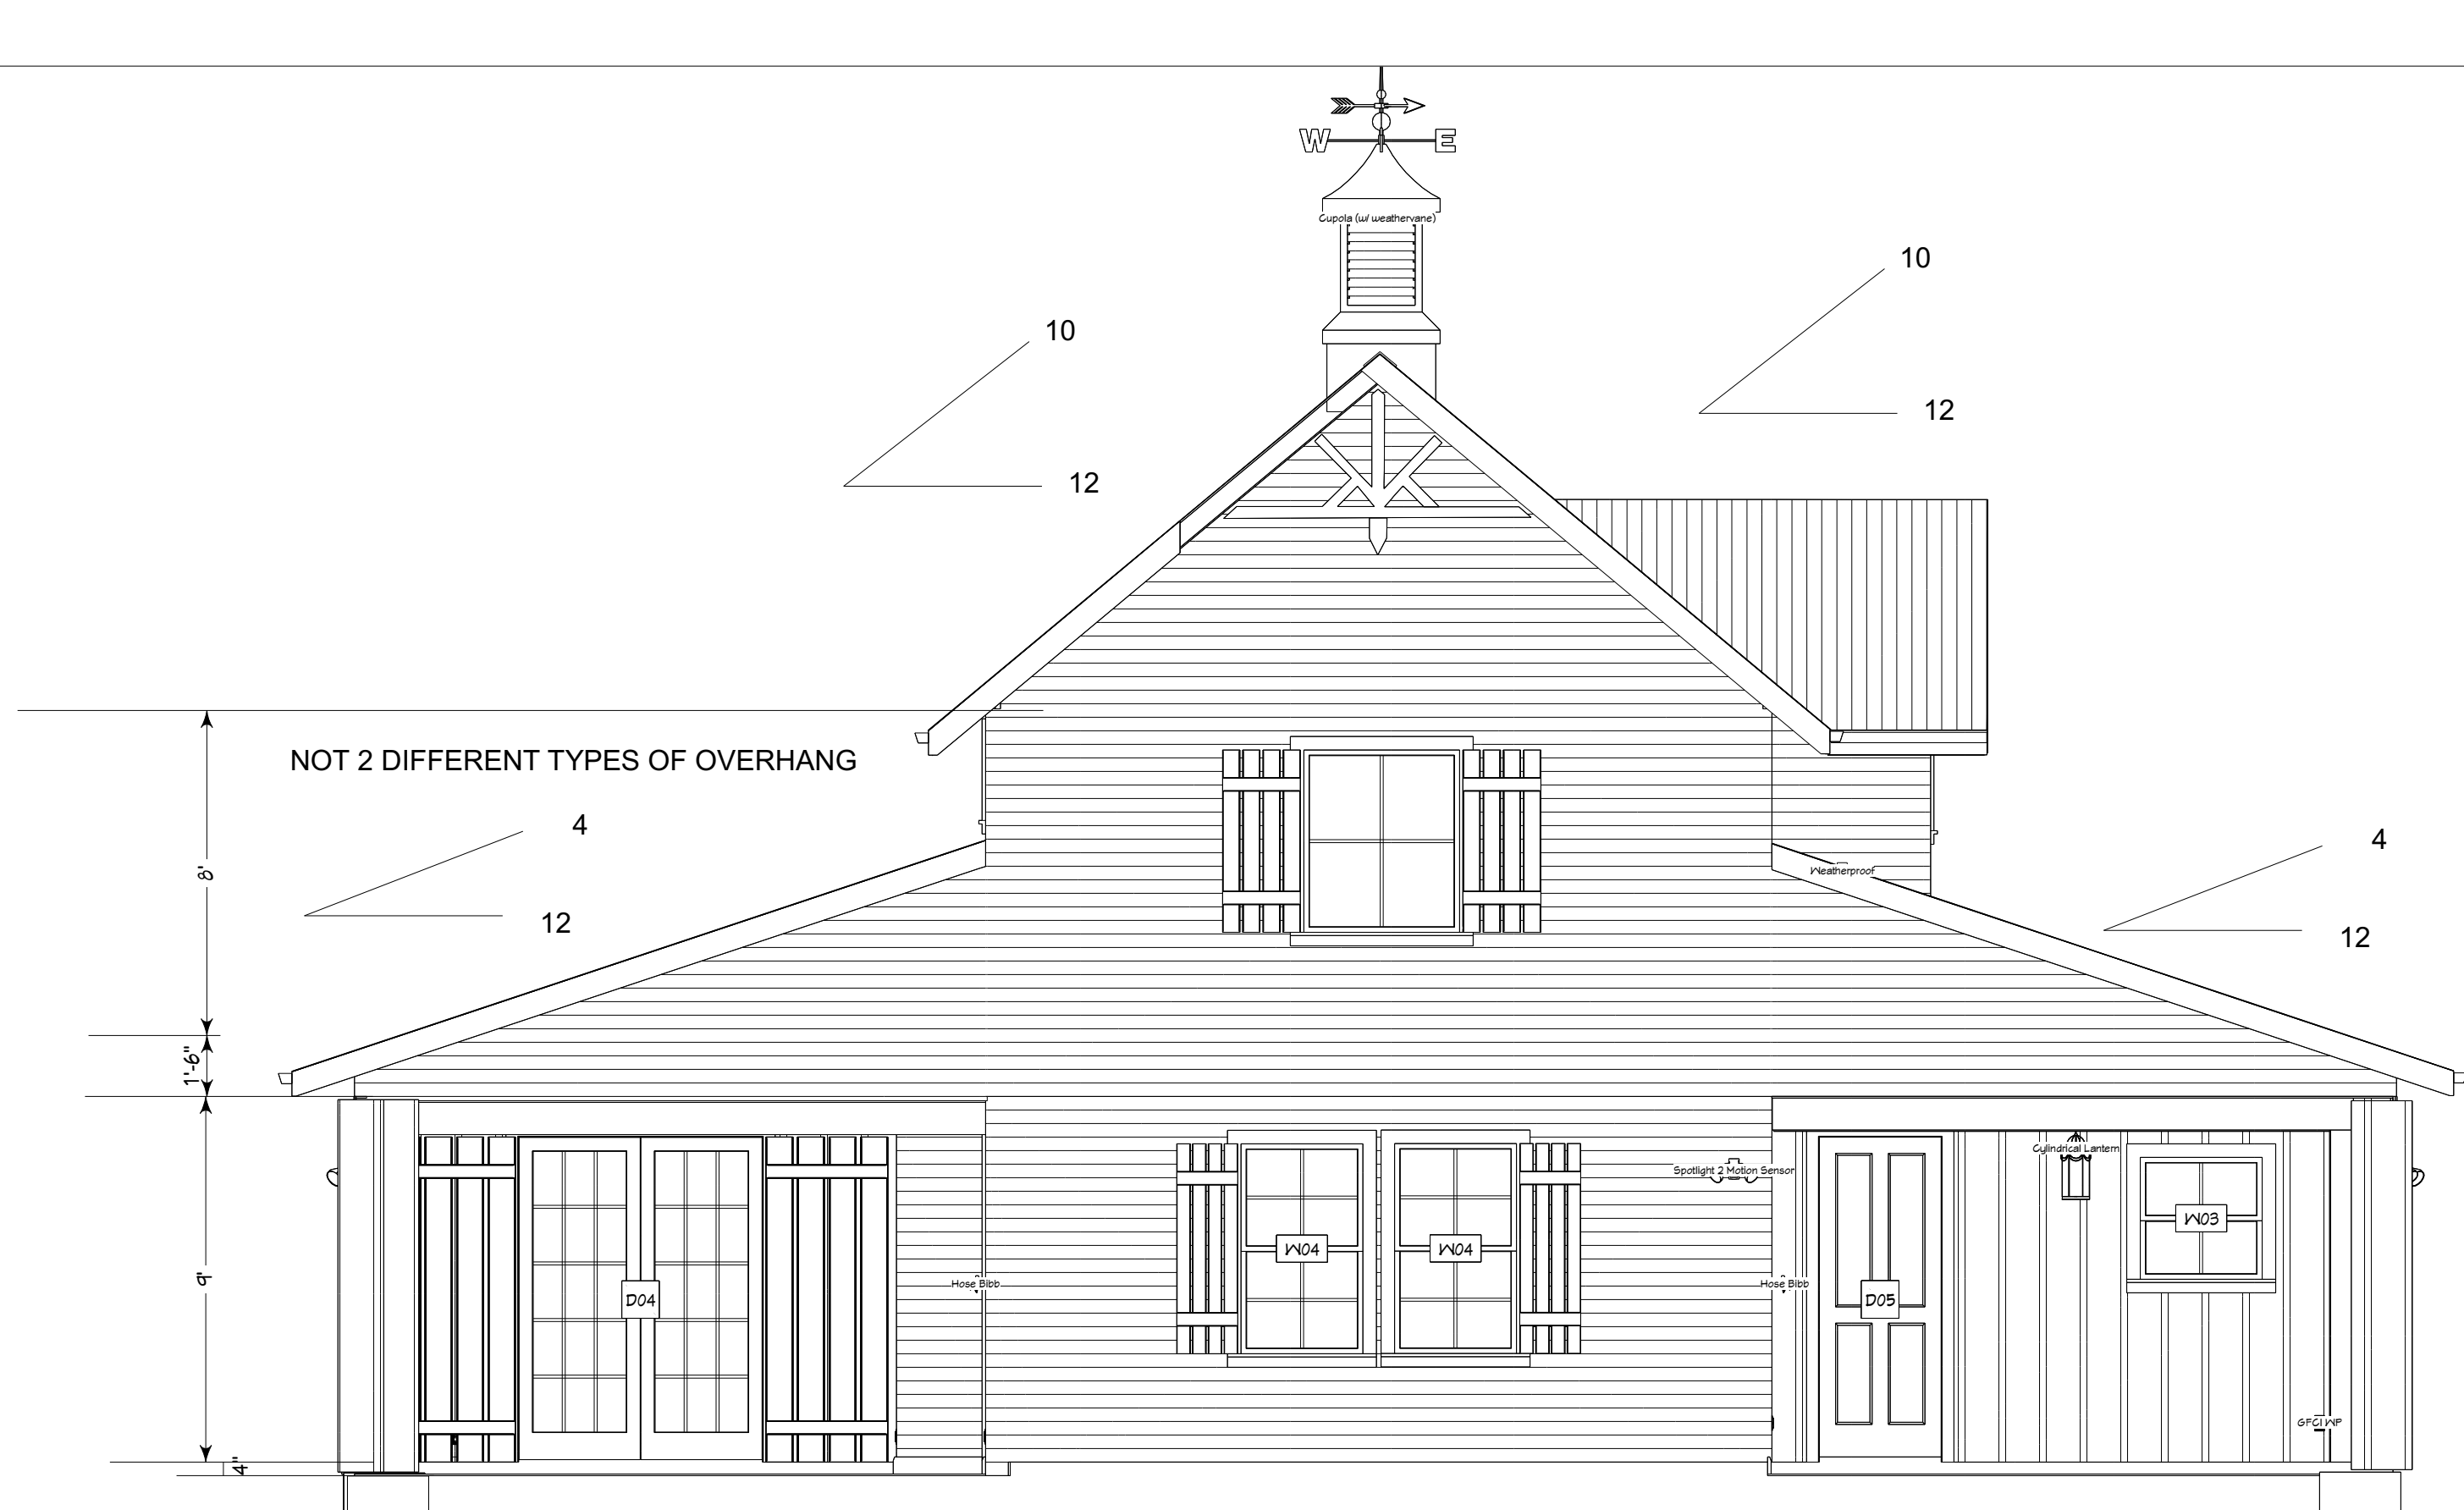 W E
Cupola (w/ weathervane)
10
10
12
12
NOT 2 DIFFERENT TYPES OF OVERHANG
4
4
8'
Weatherproof
12
12
1'-6"
Cylindrical Lantern
Spotlight 2 Motion Sensor
W03
W04
W04
9'
Hose Bibb
Hose Bibb
D04
D05
GFCI WP
4"